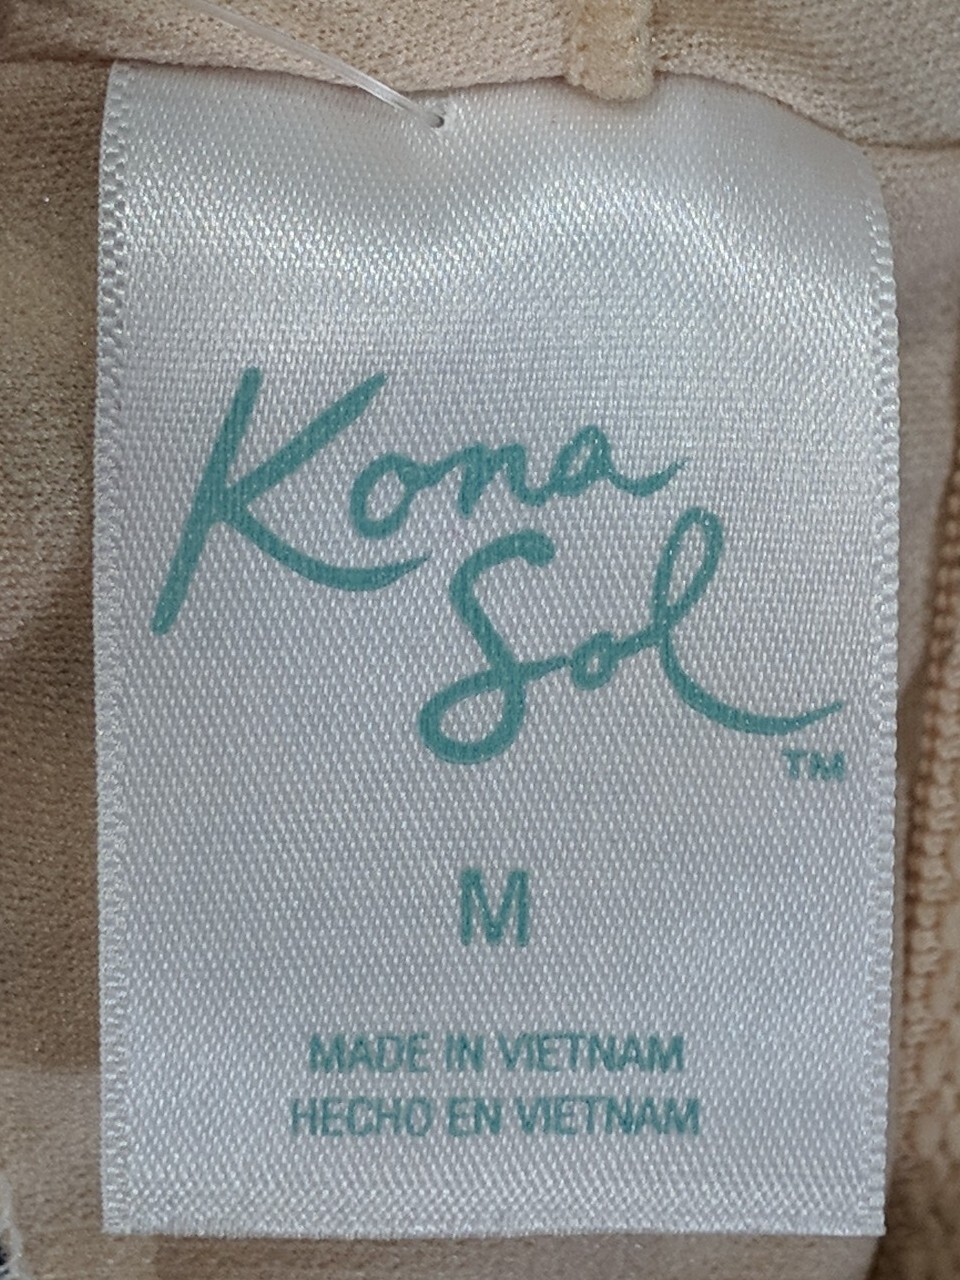 Kona
Sol
TM
M
MADE IN VIETNAM
HECHO EN VIETNAM